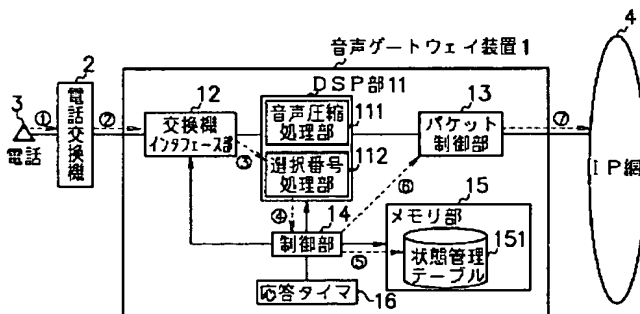 4
音声ゲートウェイ装置1
2
DSP部11
3
①
電話交換機
②
12
交換機
インタフェース部
音声圧縮
処理部
111
13
パケット
制御部
⑦
IP網
電話
③
選択番号
処理部
112
⑥
④
14
制御部
15
メモリ部
⑤
状態管理
テーブル
151
応答タイマ
16